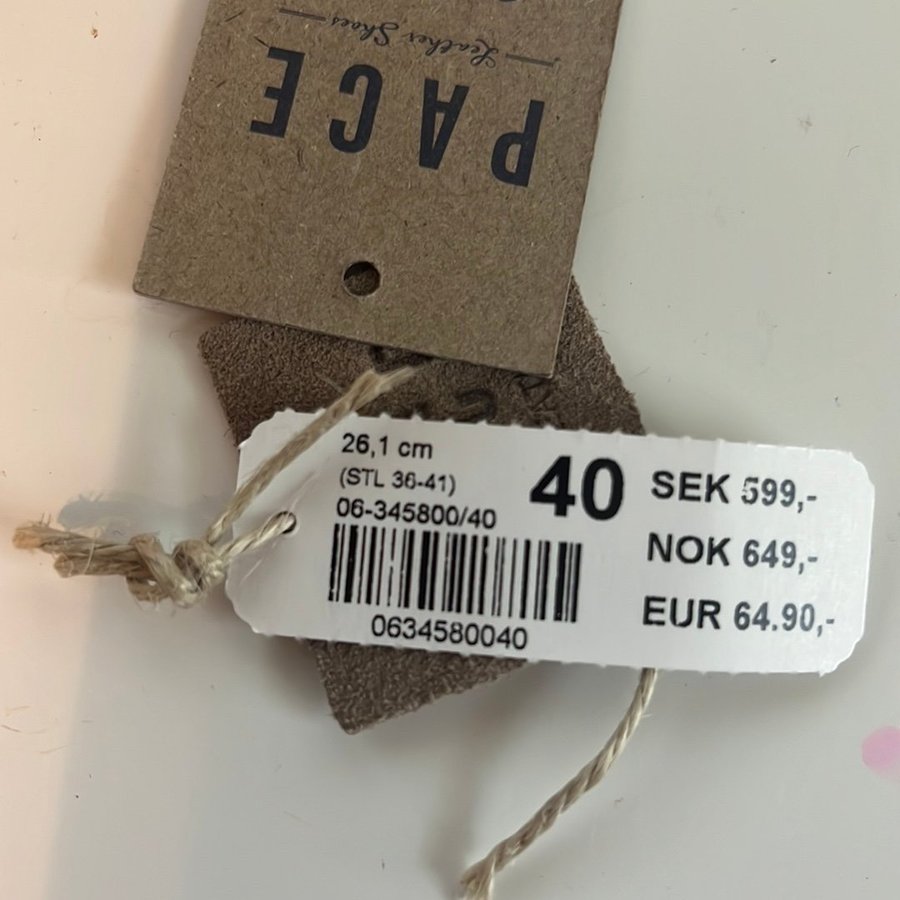 PACE
Leather Shoes
26,1 cm
(STL 36-41)
06-345800/40
0634580040
40
SEK 599,-
NOK 649,-
EUR 64.90,-